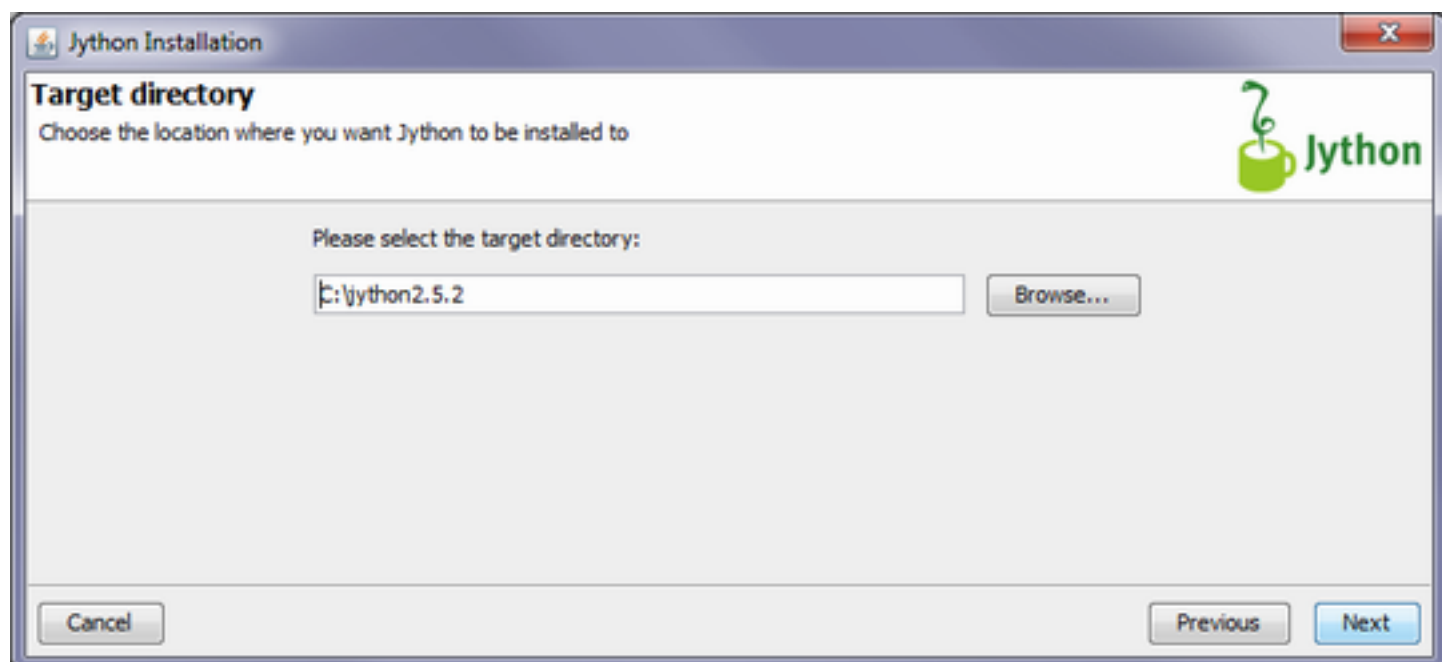 Jython Installation
Target directory
Choose the location where you want Jython to be installed to
Jython
Please select the target directory:
C:\jython2.5.2
Browse...
Cancel
Previous
Next